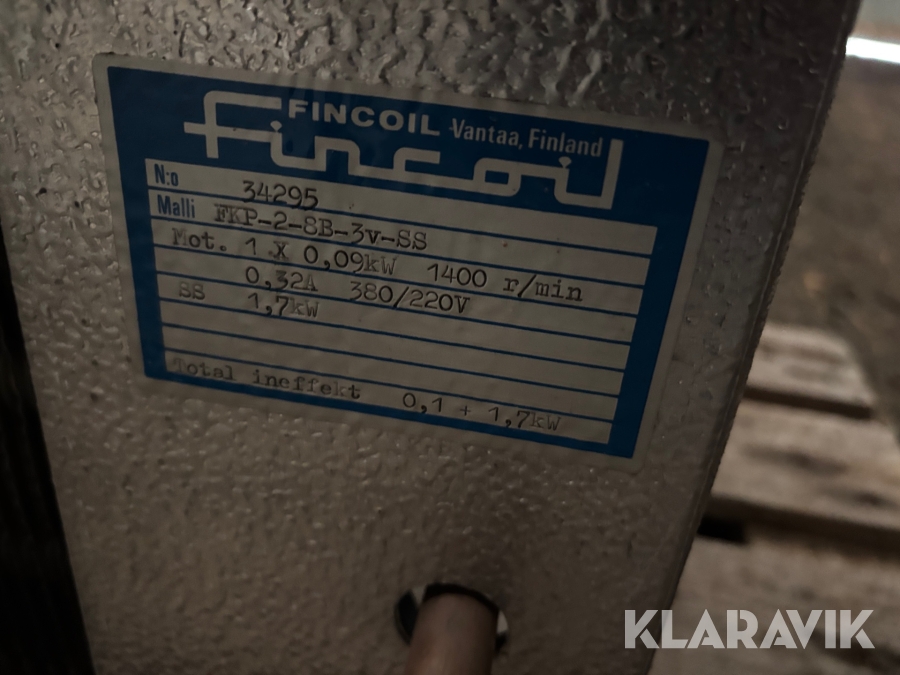 FINCOIL Vantaa, Finland
Fincoil
N:o 34295
Malli FKP-2-8B-3v-SS
Mot. 1 X 0,09kW 1400 r/min
0,32A 380/220V
SS 1,7kW
Total ineffekt 0,1 + 1,7kW
KLARAVIK